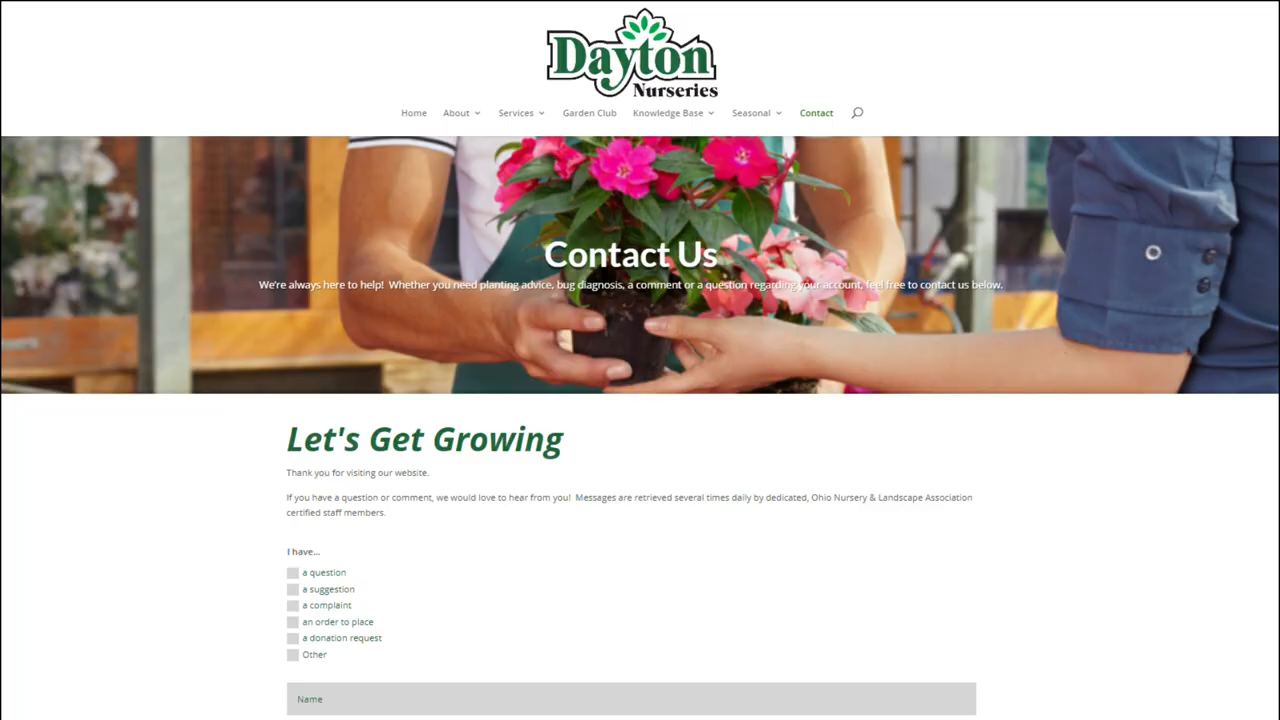 Dayton
Nurseries
Home About Services Garden Club Knowledge Base Seasonal Contact
Contact Us
We're always here to help!  Whether you need planting advice, bug diagnosis, a comment or a question regarding your account, feel free to contact us below.
Let's Get Growing
Thank you for visiting our website.
If you have a question or comment, we would love to hear from you!  Messages are retrieved several times daily by dedicated, Ohio Nursery & Landscape Association
certified staff members.
I have...
a question
a suggestion
a complaint
an order to place
a donation request
Other
Name